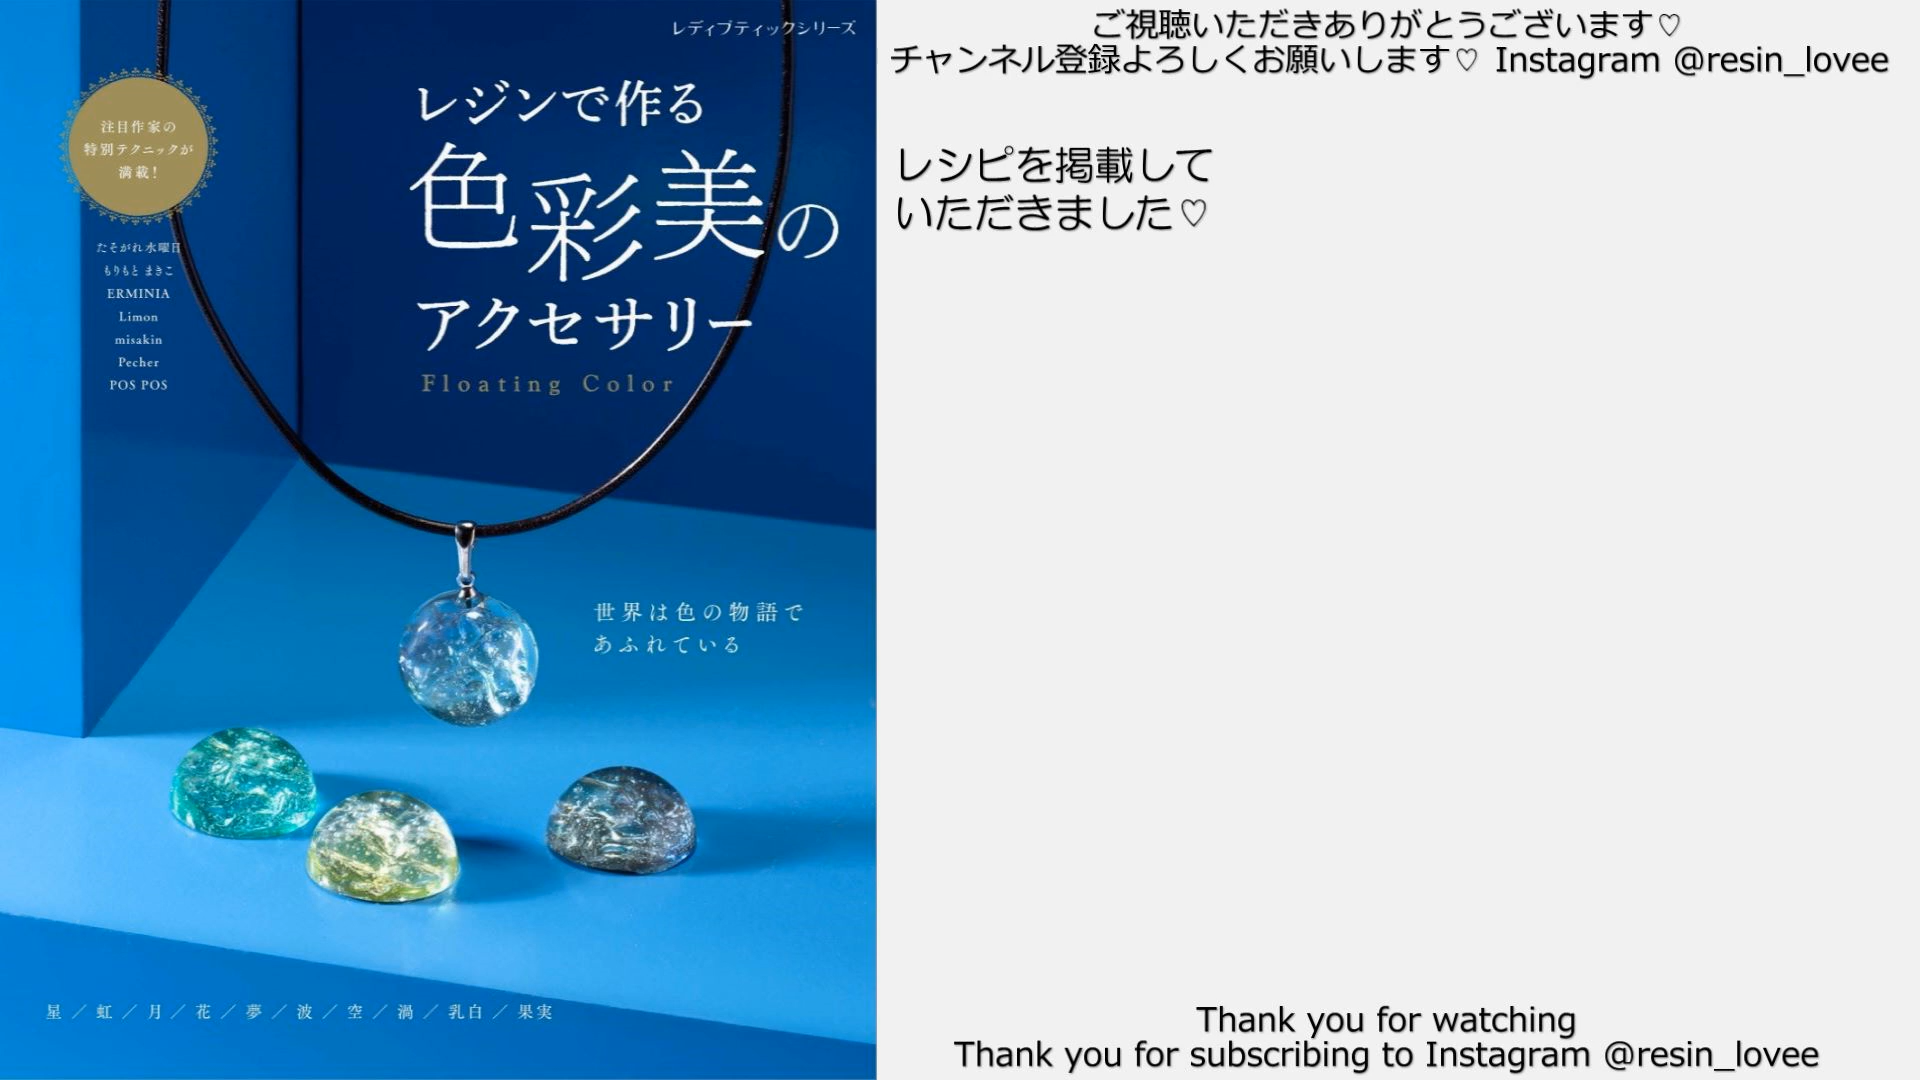 レディブティックシリーズ
注目作家の
特別テクニックが
満載!
レジンで作る
色彩美の
アクセサリー
Floating Color
たそがれ水曜日
もりもと まきこ
ERMINIA
Limon
misakin
Pecher
POS POS
世界は色の物語で
あふれている
星／虹／月／花／夢／波／空／渦／乳白／果実
ご視聴いただきありがとうございます♡
チャンネル登録よろしくお願いします♡ Instagram @resin_lovee
レシピを掲載して
いただきました♡
Thank you for watching
Thank you for subscribing to Instagram @resin_lovee